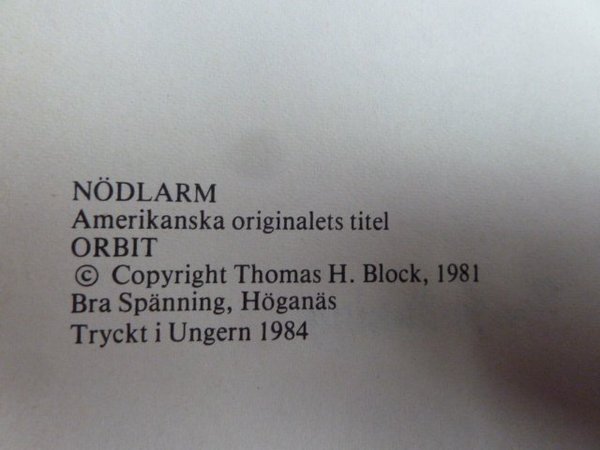 NÖDLARM
Amerikanska originalets titel
ORBIT
© Copyright Thomas H. Block, 1981
Bra Spänning, Höganäs
Tryckt i Ungern 1984